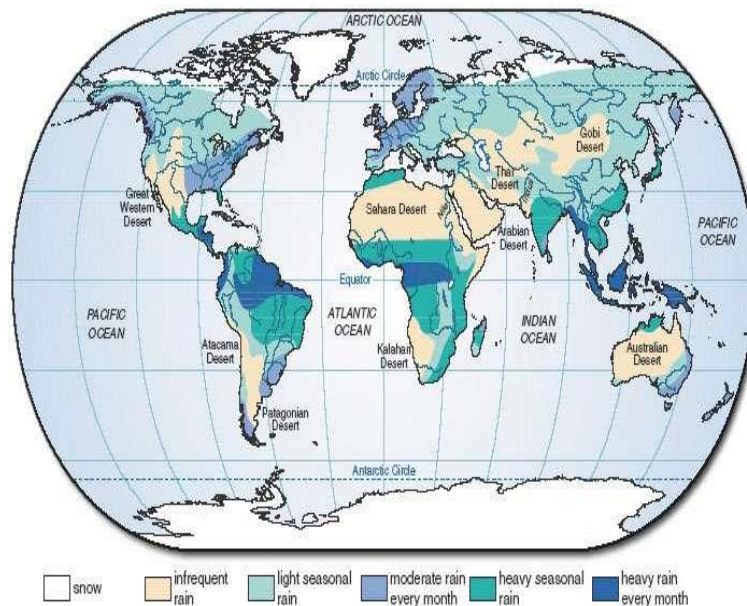 ARCTIC OCEAN
Arctic Circle
Gobi
Desert
Thar
Desert
Great
Western
Desert
Sahara Desert
Nile
Arabian
Desert
PACIFIC
OCEAN
Equator
PACIFIC
OCEAN
ATLANTIC
OCEAN
INDIAN
OCEAN
Atacama
Desert
Kalahari
Desert
Australian
Desert
Patagonian
Desert
Antarctic Circle
snow
infrequent
rain
light seasonal
rain
moderate rain
every month
heavy seasonal
rain
heavy rain
every month